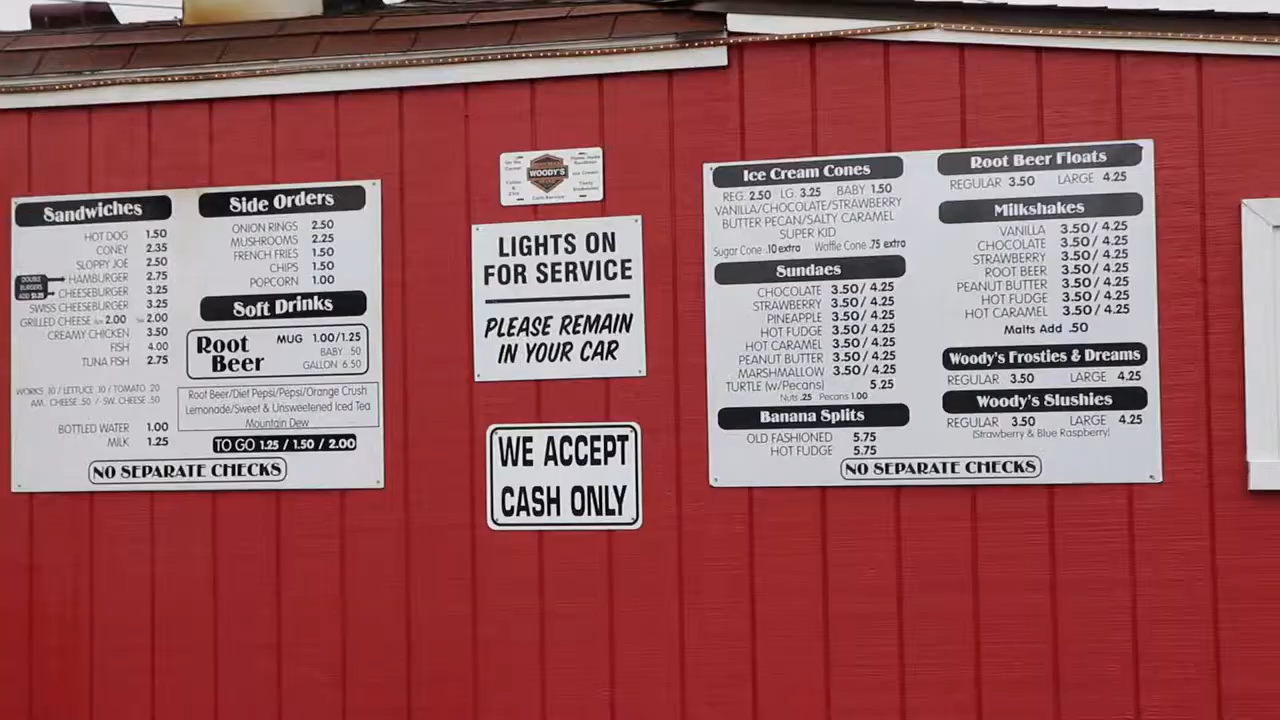 Sandwiches
HOT DOG 1.50
CONEY 2.35
SLOPPY JOE 2.50
HAMBURGER 2.75
CHEESEBURGER 3.25
SWISS CHEESEBURGER 3.25
DOUBLE
BURGERS
ADD $1.25
GRILLED CHEESE 2.00 2.00
CREAMY CHICKEN 3.50
FISH 4.00
TUNA FISH 2.75
WORKS .10 / LETTUCE .10 / TOMATO .20
AM. CHEESE .50 / SW. CHEESE .50
BOTTLED WATER 1.00
MILK 1.25
Side Orders
ONION RINGS 2.50
MUSHROOMS 2.25
FRENCH FRIES 1.50
CHIPS 1.50
POPCORN 1.00
Soft Drinks
Root Beer
MUG 1.00/1.25
BABY .50
GALLON 6.50
Root Beer/Diet Pepsi/Pepsi/Orange Crush
Lemonade/Sweet & Unsweetened Iced Tea
Mountain Dew
TO GO 1.25 / 1.50 / 2.00
NO SEPARATE CHECKS
WOODY'S
LIGHTS ON
FOR SERVICE
PLEASE REMAIN
IN YOUR CAR
WE ACCEPT
CASH ONLY
Ice Cream Cones
REG. 2.50 LG. 3.25 BABY 1.50
VANILLA/CHOCOLATE/STRAWBERRY
BUTTER PECAN/SALTY CARAMEL
SUPER KID
Sugar Cone .10 extra Waffle Cone .75 extra
Sundaes
CHOCOLATE 3.50/ 4.25
STRAWBERRY 3.50/ 4.25
PINEAPPLE 3.50/ 4.25
HOT FUDGE 3.50/ 4.25
HOT CARAMEL 3.50/ 4.25
PEANUT BUTTER 3.50/ 4.25
MARSHMALLOW 3.50/ 4.25
TURTLE (w/Pecans) 5.25
Nuts .25 Pecans 1.00
Banana Splits
OLD FASHIONED 5.75
HOT FUDGE 5.75
Root Beer Floats
REGULAR 3.50 LARGE 4.25
Milkshakes
VANILLA 3.50/ 4.25
CHOCOLATE 3.50/ 4.25
STRAWBERRY 3.50/ 4.25
ROOT BEER 3.50/ 4.25
PEANUT BUTTER 3.50/ 4.25
HOT FUDGE 3.50/ 4.25
HOT CARAMEL 3.50/ 4.25
Malts Add .50
Woody's Frosties & Dreams
REGULAR 3.50 LARGE 4.25
Woody's Slushies
REGULAR 3.50 LARGE 4.25
(Strawberry & Blue Raspberry)
NO SEPARATE CHECKS